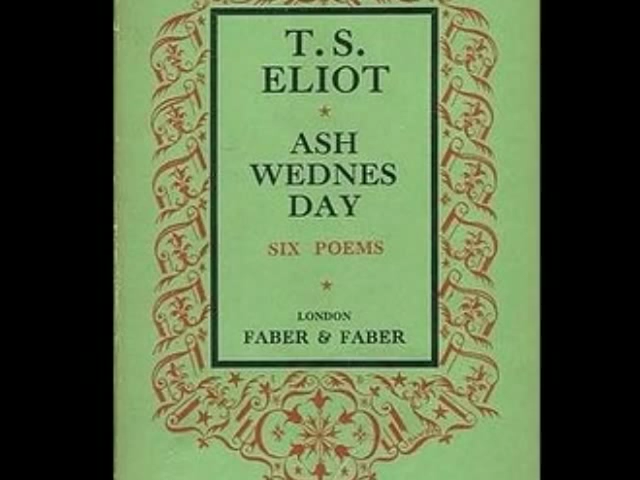 T. S.
ELIOT
ASH
WEDNES
DAY
SIX POEMS
LONDON
FABER & FABER